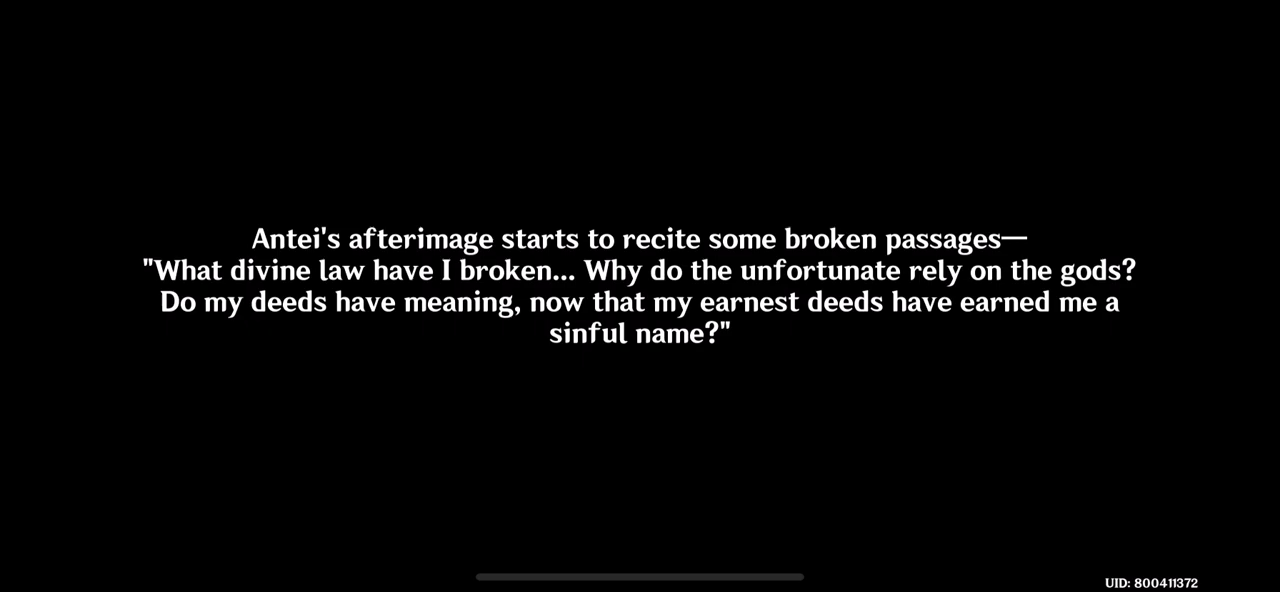 Antei's afterimage starts to recite some broken passages—
"What divine law have I broken... Why do the unfortunate rely on the gods?
Do my deeds have meaning, now that my earnest deeds have earned me a
sinful name?"
UID: 800411372